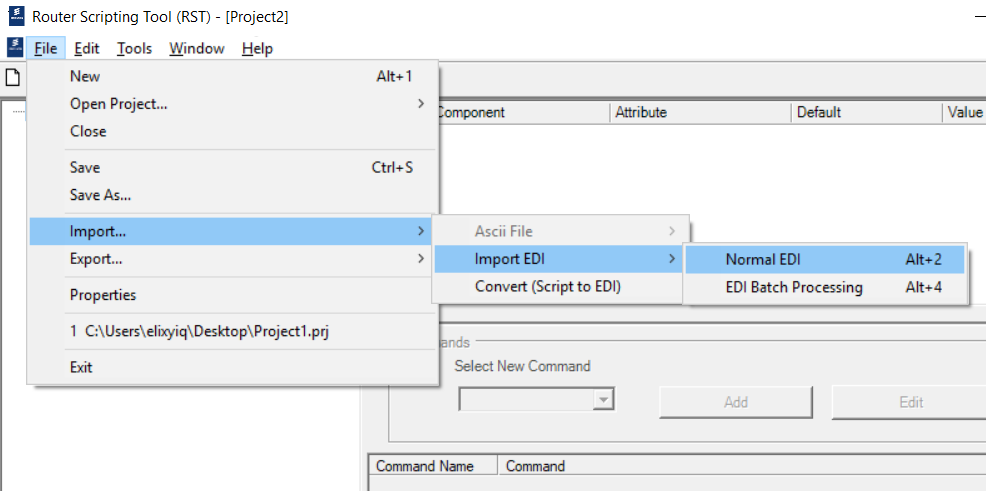 Router Scripting Tool (RST) - [Project2]
File Edit Tools Window Help
New Alt+1
Open Project...
Close
Component Attribute Default Value
Save Ctrl+S
Save As...
Import...
Ascii File
Export...
Import EDI
Normal EDI Alt+2
Convert (Script to EDI)
EDI Batch Processing Alt+4
Properties
1 C:\Users\elixyiq\Desktop\Project1.prj
ands
Exit
Select New Command
Add Edit
Command Name Command